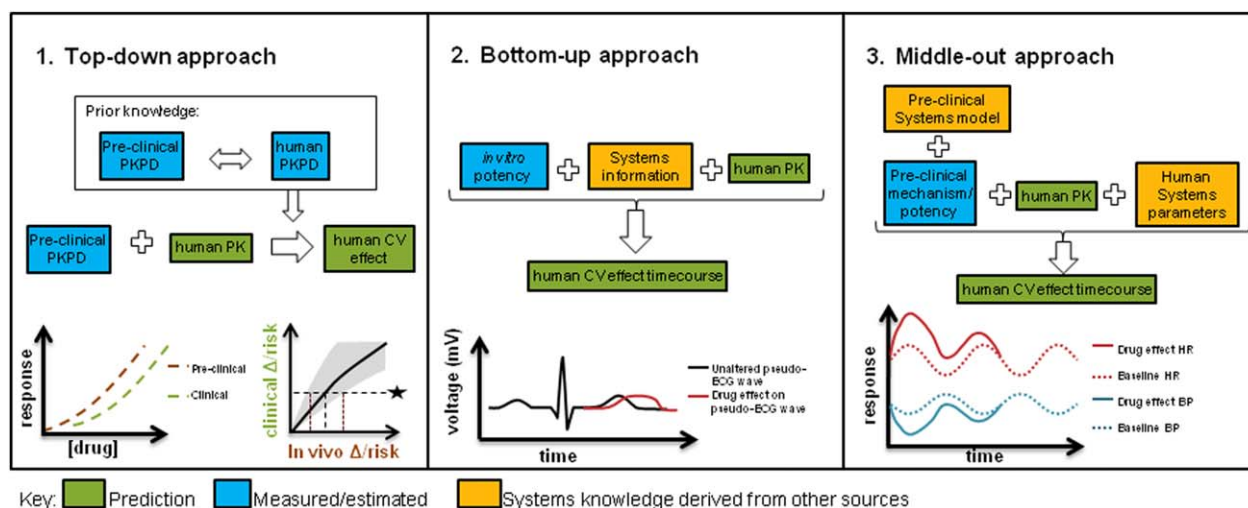 1. Top-down approach
Prior knowledge:
Pre-clinical
PKPD
human
PKPD
Pre-clinical
PKPD
human PK
human CV
effect
response
[drug]
Pre-clinical
Clinical
clinical Δ/risk
In vivo Δ/risk
2. Bottom-up approach
in vitro
potency
Systems
information
human PK
human CV effect timecourse
voltage (mV)
time
Unaltered pseudo-
ECG wave
Drug effect on
pseudo-ECG wave
3. Middle-out approach
Pre-clinical
Systems model
Pre-clinical
mechanism/
potency
human PK
Human
Systems
parameters
human CV effect timecourse
response
time
Drug effect HR
Baseline HR
Drug effect BP
Baseline BP
Key:
Prediction
Measured/estimated
Systems knowledge derived from other sources